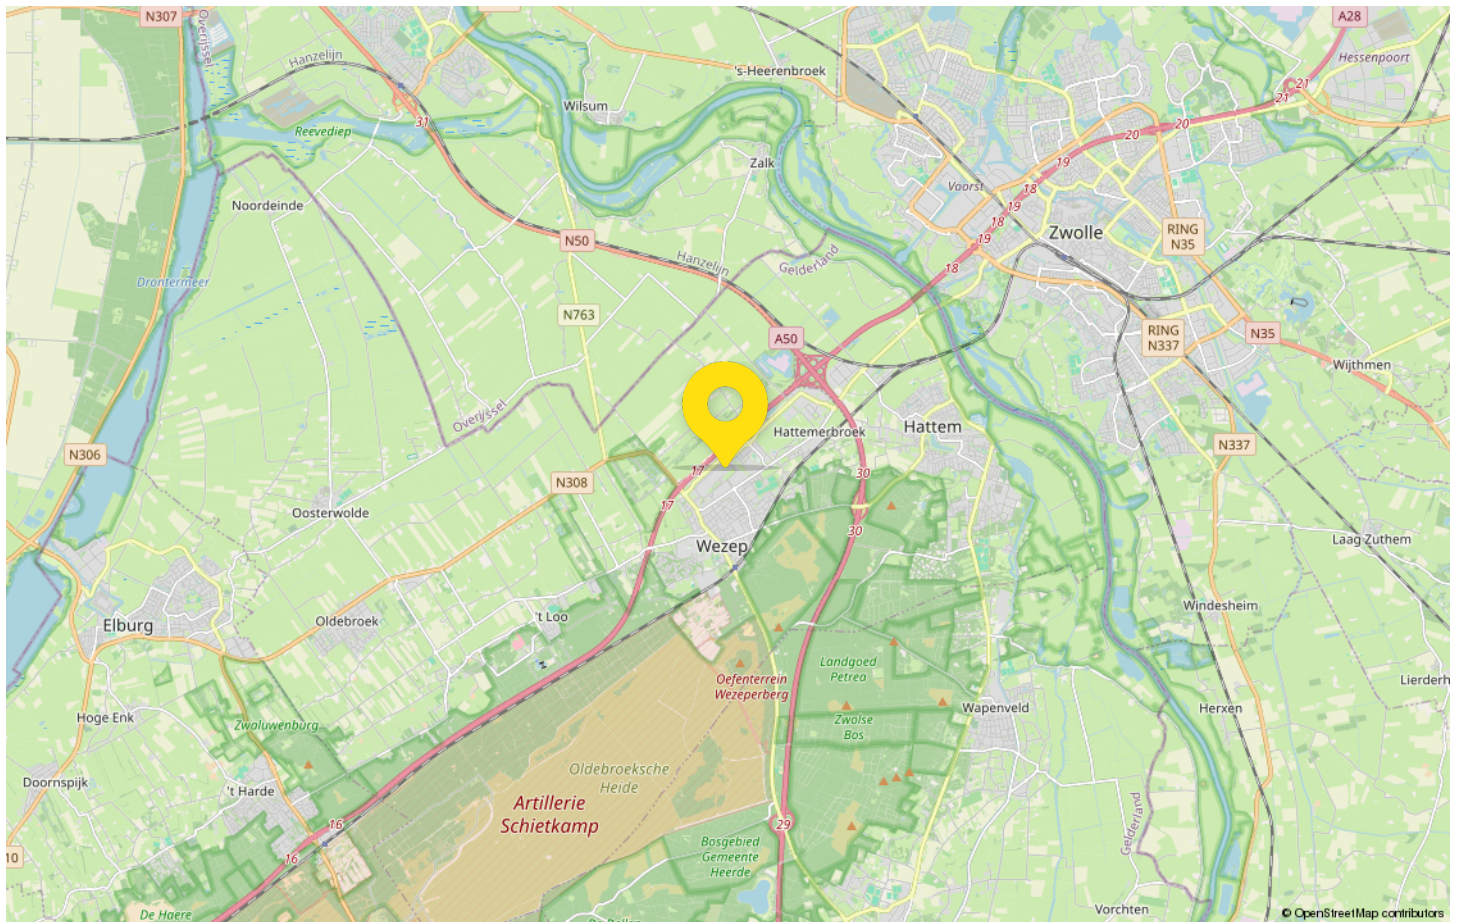 N307
Overijssel
A28
Hessenpoort
Hanzelijn
's-Heerenbroek
21
21
Wilsum
31
Reevediep
20
20
19
Zalk
Voorst
18
19
18
Noordeinde
Zwolle
RING
N35
N50
19
Hanzelijn
Gelderland
18
Drontermeer
N763
A50
RING
N337
N35
Wijthmen
Overijssel
Hattemerbroek
Hattem
N337
N306
17
30
N308
17
Oosterwolde
30
Wezep
Laag Zuthem
Windesheim
Elburg
Oldebroek
't Loo
Landgoed
Petrea
Oefenterrein
Wezeperberg
Lierderh
Hoge Enk
Zwaluwenburg
Zwolse
Bos
Wapenveld
Herxen
Oldebroeksche
Heide
Doornspijk
't Harde
Artillerie
Schietkamp
16
29
Gelderland
10
16
Bosgebied
Gemeente
Heerde
De Haere
Vorchten
© OpenStreetMap contributors